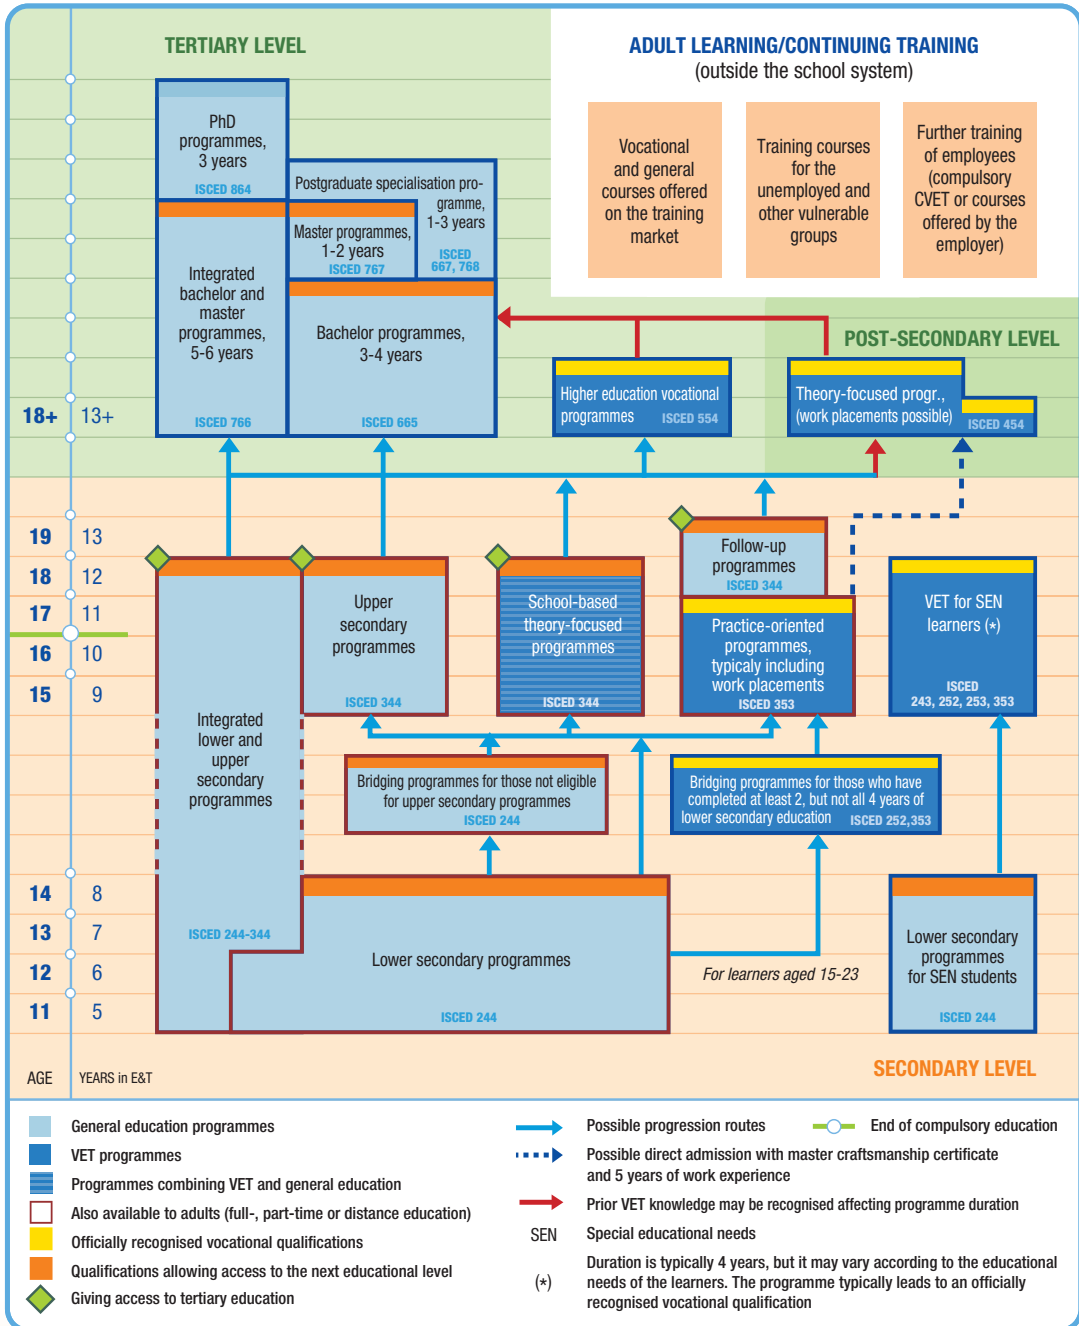 TERTIARY LEVEL
ADULT LEARNING/CONTINUING TRAINING
(outside the school system)
PhD
programmes,
3 years
ISCED 864
Postgraduate specialisation pro-
gramme,
1-3 years
ISCED
667, 768
Master programmes,
1-2 years
ISCED 767
Integrated
bachelor and
master
programmes,
5-6 years
ISCED 766
Bachelor programmes,
3-4 years
ISCED 665
Vocational
and general
courses offered
on the training
market
Training courses
for the
unemployed and
other vulnerable
groups
Further training
of employees
(compulsory
CVET or courses
offered by the
employer)
POST-SECONDARY LEVEL
Higher education vocational
programmes ISCED 554
Theory-focused progr.,
(work placements possible)
ISCED 454
18+ 13+
19 13
18 12
17 11
16 10
15 9
14 8
13 7
12 6
11 5
AGE YEARS in E&T
Integrated
lower and
upper
secondary
programmes
ISCED 244-344
Upper
secondary
programmes
ISCED 344
School-based
theory-focused
programmes
ISCED 344
Follow-up
programmes
ISCED 344
Practice-oriented
programmes,
typicaly including
work placements
ISCED 353
VET for SEN
learners (*)
ISCED
243, 252, 253, 353
Bridging programmes for those not eligible
for upper secondary programmes
ISCED 244
Bridging programmes for those who have
completed at least 2, but not all 4 years of
lower secondary education ISCED 252,353
Lower secondary programmes
ISCED 244
For learners aged 15-23
Lower secondary
programmes
for SEN students
ISCED 244
SECONDARY LEVEL
General education programmes
VET programmes
Programmes combining VET and general education
Also available to adults (full-, part-time or distance education)
Officially recognised vocational qualifications
Qualifications allowing access to the next educational level
Giving access to tertiary education
Possible progression routes
End of compulsory education
Possible direct admission with master craftsmanship certificate
and 5 years of work experience
Prior VET knowledge may be recognised affecting programme duration
SEN Special educational needs
(*) Duration is typically 4 years, but it may vary according to the educational
needs of the learners. The programme typically leads to an officially
recognised vocational qualification